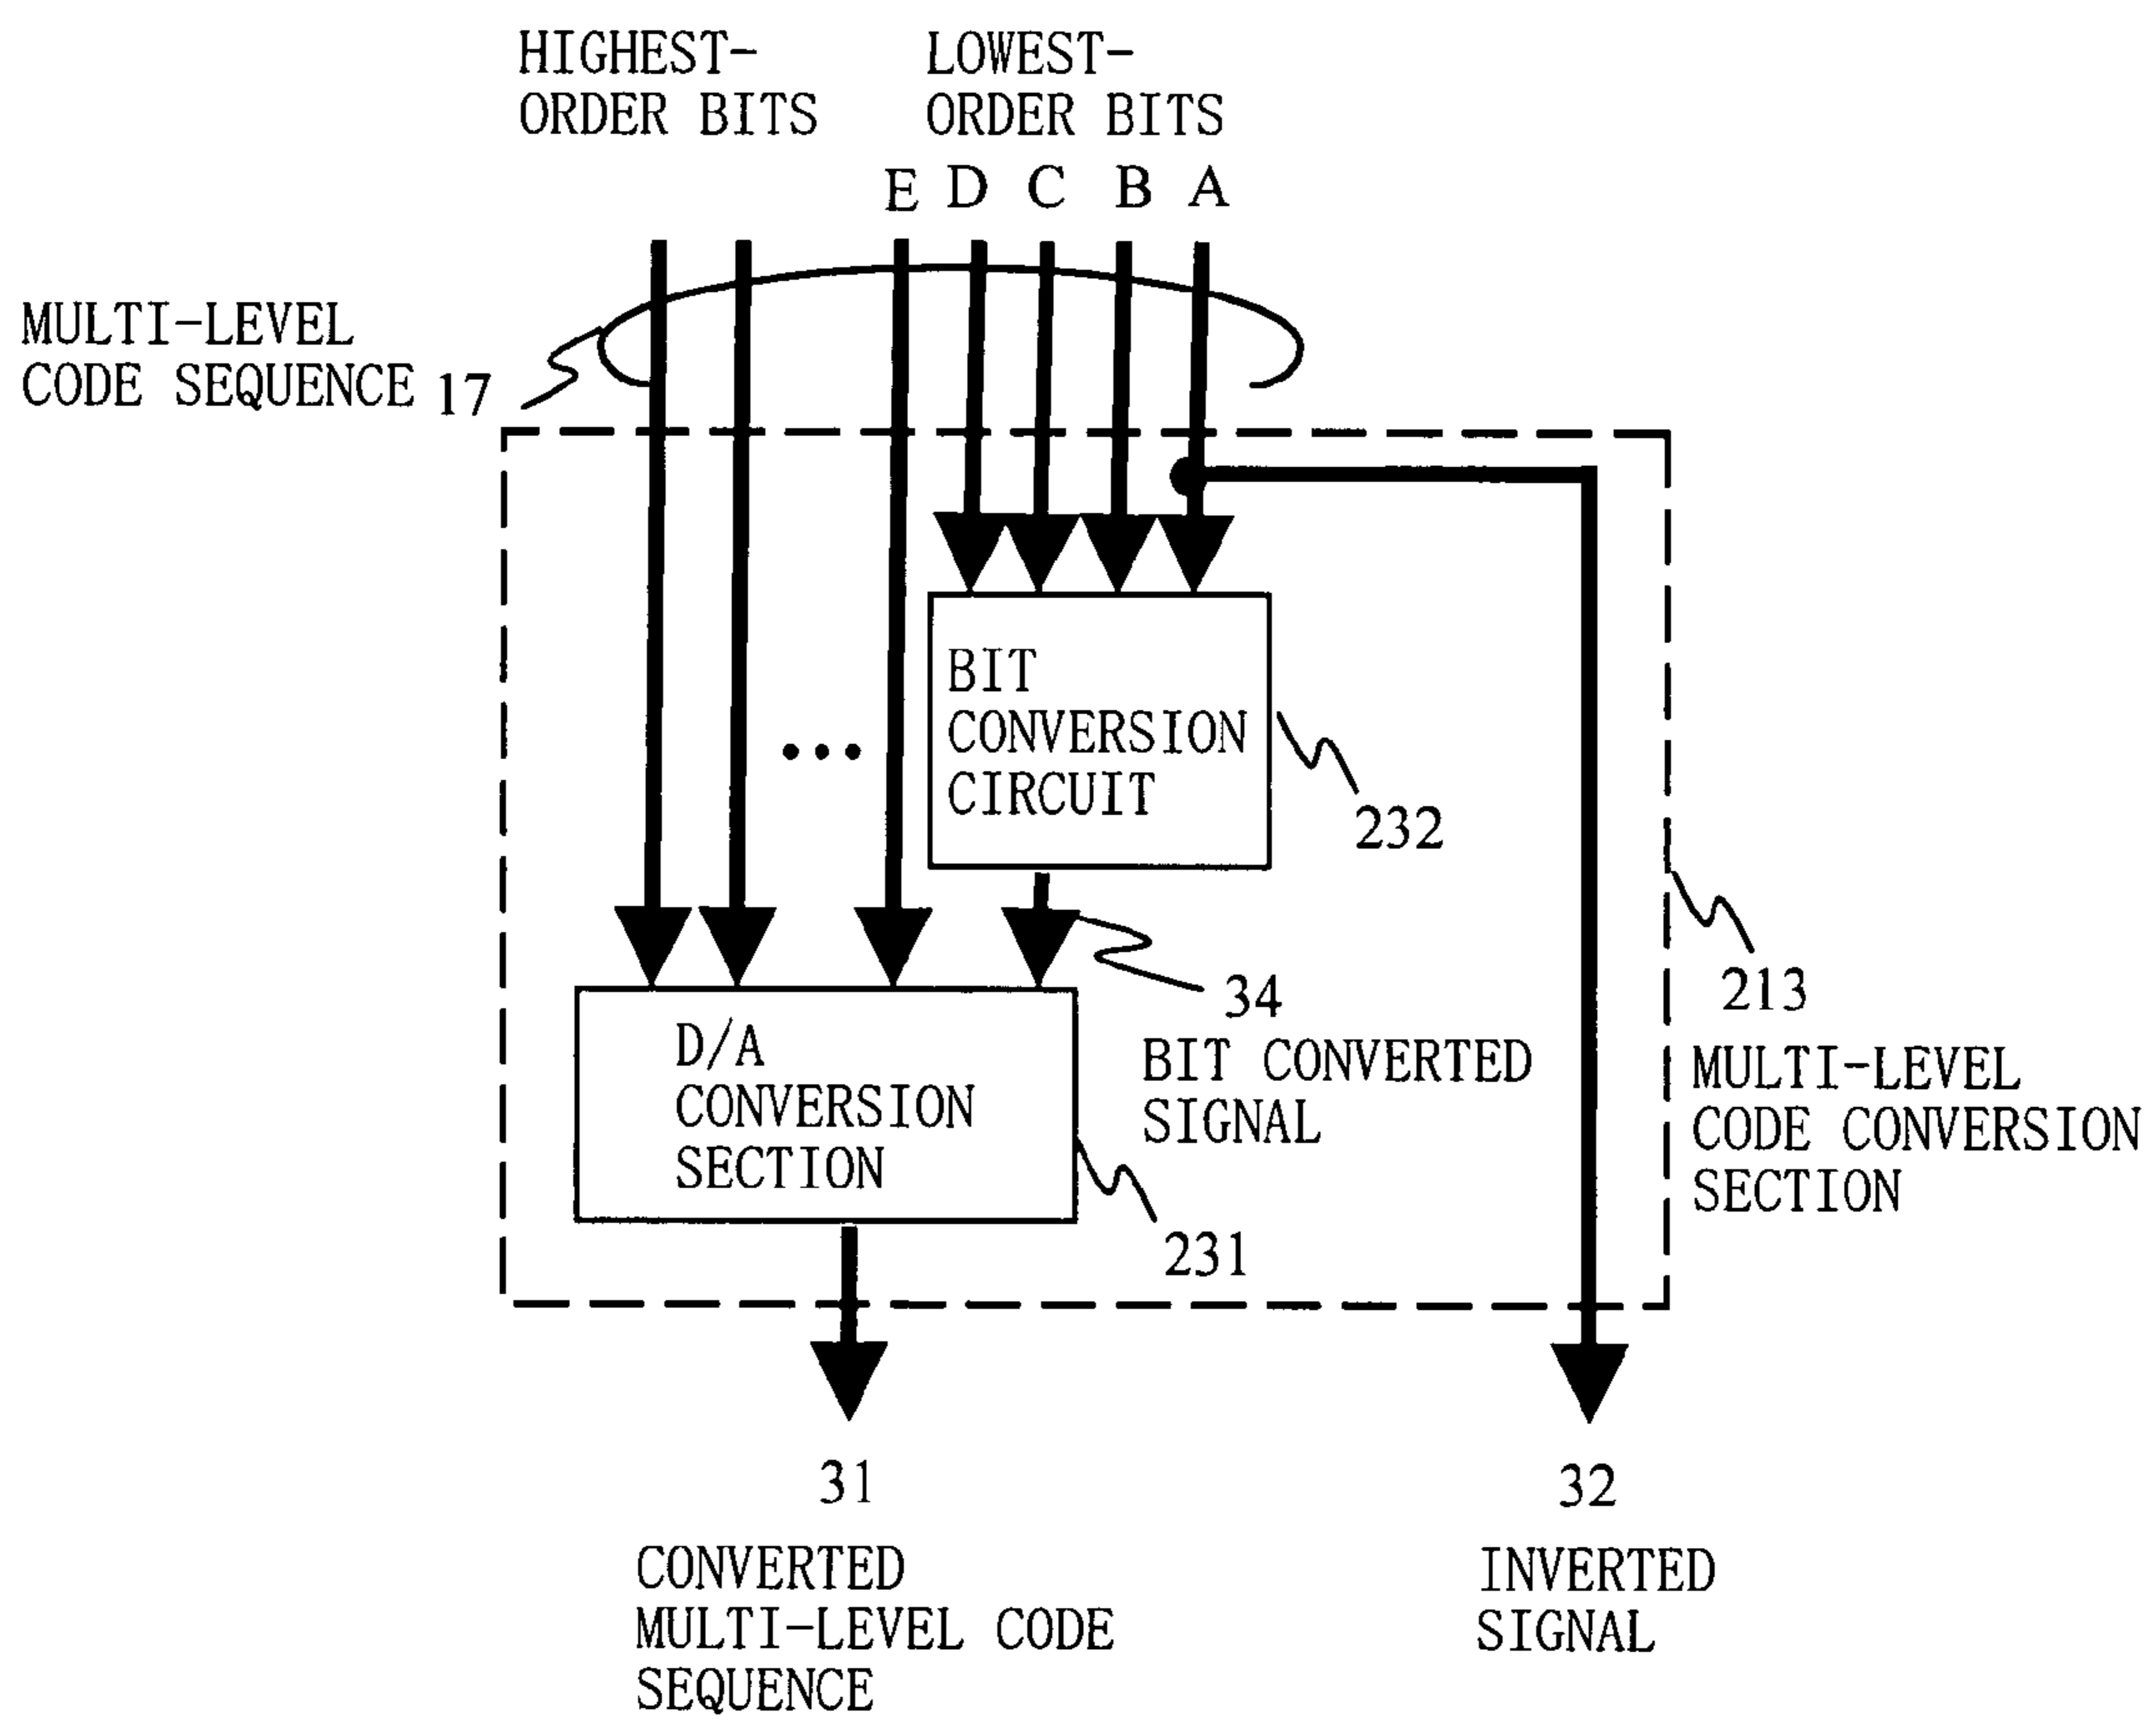 HIGHEST-
ORDER BITS
LOWEST-
ORDER BITS
E D C B A
MULTI-LEVEL
CODE SEQUENCE 17
BIT
CONVERSION
CIRCUIT
232
...
34
BIT CONVERTED
SIGNAL
213
MULTI-LEVEL
CODE CONVERSION
SECTION
D/A
CONVERSION
SECTION
231
31
CONVERTED
MULTI-LEVEL CODE
SEQUENCE
32
INVERTED
SIGNAL